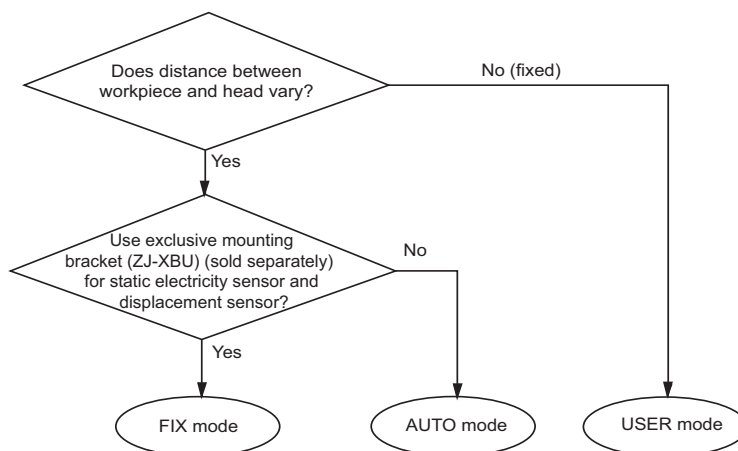 Does distance between
workpiece and head vary?
No (fixed)
Yes
Use exclusive mounting
bracket (ZJ-XBU) (sold separately)
for static electricity sensor and
displacement sensor?
No
Yes
FIX mode
AUTO mode
USER mode